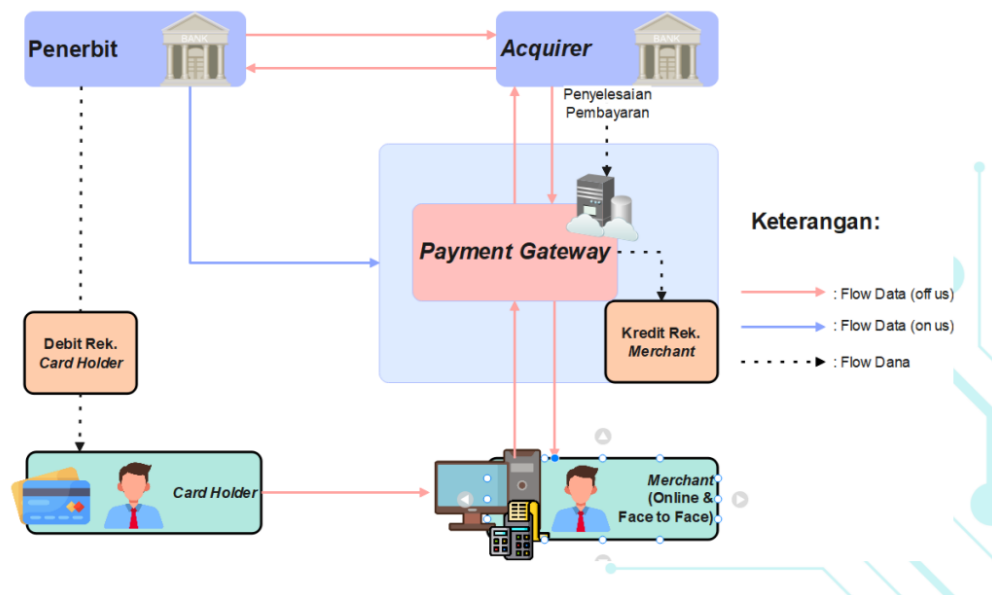 Penerbit
BANK
Acquirer
BANK
Penyelesaian
Pembayaran
Payment Gateway
Keterangan:
: Flow Data (off us)
: Flow Data (on us)
: Flow Dana
Debit Rek.
Card Holder
Kredit Rek.
Merchant
Card Holder
Merchant
(Online &
Face to Face)